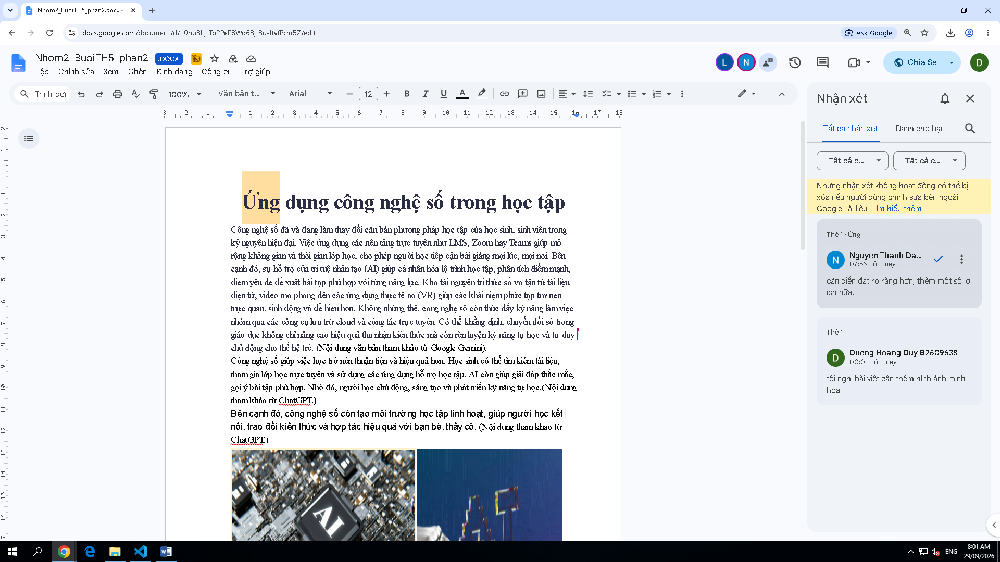 Nhom2_BuoiTH5_phan2.docx -
docs.google.com/document/d/10huBLj_Tp2PeF8Wq63jt3u-ltvfPcm5Z/edit
Ask Google
Nhom2_BuoiTH5_phan2 .DOCX
Tệp Chỉnh sửa Xem Chèn Định dạng Công cụ Trợ giúp
L N Chia Sẻ D
Trình đơn 100% Văn bản t... Arial 12 B I U A
3 2 1 1 2 3 4 5 6 7 8 9 10 11 12 13 14 15 16 17 18
Ứng dụng công nghệ số trong học tập
Công nghệ số đã và đang làm thay đổi căn bản phương pháp học tập của học sinh, sinh viên trong
kỷ nguyên hiện đại. Việc ứng dụng các nền tảng trực tuyến như LMS, Zoom hay Teams giúp mở
rộng không gian và thời gian lớp học, cho phép người học tiếp cận bài giảng mọi lúc, mọi nơi. Bên
cạnh đó, sự hỗ trợ của trí tuệ nhân tạo (AI) giúp cá nhân hóa lộ trình học tập, phân tích điểm mạnh,
điểm yếu để đề xuất bài tập phù hợp với từng năng lực. Kho tài nguyên tri thức số vô tận từ tài liệu
điện tử, video mô phỏng đến các ứng dụng thực tế ảo (VR) giúp các khái niệm phức tạp trở nên
trực quan, sinh động và dễ hiểu hơn. Không những thế, công nghệ số còn thúc đẩy kỹ năng làm việc
nhóm qua các công cụ lưu trữ cloud và công tác trực tuyến. Có thể khẳng định, chuyển đổi số trong
giáo dục không chỉ nâng cao hiệu quả thu nhận kiến thức mà còn rèn luyện kỹ năng tự học và tư duy
chủ động cho thế hệ trẻ. (Nội dung văn bản tham khảo từ Google Gemini).
Công nghệ số giúp việc học trở nên thuận tiện và hiệu quả hơn. Học sinh có thể tìm kiếm tài liệu,
tham gia lớp học trực tuyến và sử dụng các ứng dụng hỗ trợ học tập. AI còn giúp giải đáp thắc mắc,
gợi ý bài tập phù hợp. Nhờ đó, người học chủ động, sáng tạo và phát triển kỹ năng tự học.(Nội dung
tham khảo từ ChatGPT.)
Bên cạnh đó, công nghệ số còn tạo môi trường học tập linh hoạt, giúp người học kết
nối, trao đổi kiến thức và hợp tác hiệu quả với bạn bè, thầy cô. (Nội dung tham khảo từ
ChatGPT.)
AI
Nhận xét
Tất cả nhận xét Dành cho bạn
Tất cả c... Tất cả c...
Những nhận xét không hoạt động có thể bị
xóa nếu người dùng chỉnh sửa bên ngoài
Google Tài liệu Tìm hiểu thêm
Thẻ 1 · Ứng
N Nguyen Thanh Da...
07:56 Hôm nay
cần diễn đạt rõ ràng hơn, thêm một số lợi
ích nữa.
Thẻ 1
D Duong Hoang Duy B2609638
00:01 Hôm nay
tôi nghĩ bài viết cần thêm hình ảnh minh
họa
ENG
8:01 AM
29/09/2026